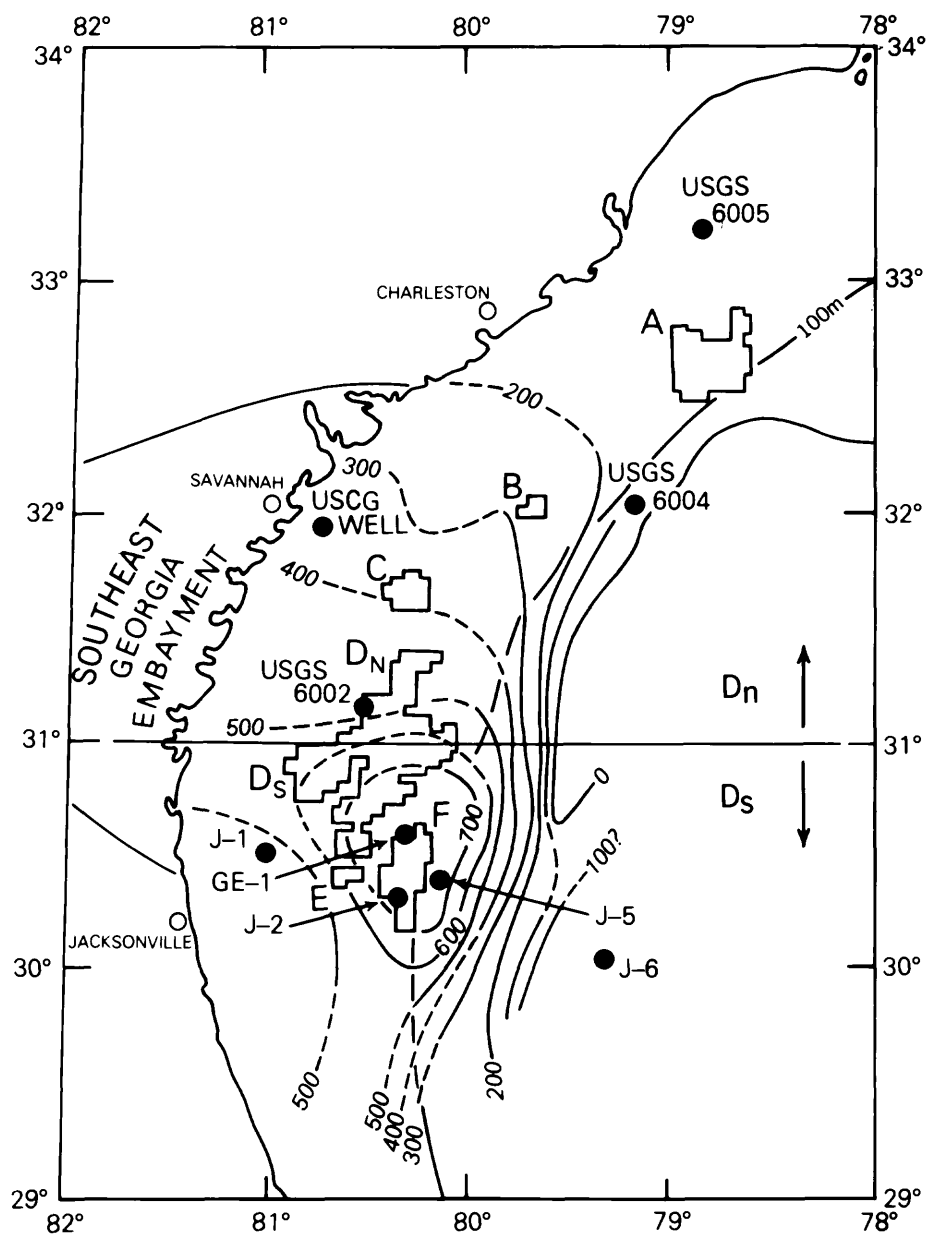 82° 81° 80° 79° 78°
34° 34°
USGS
6005
33° 33°
CHARLESTON
A
100m
200
300
SAVANNAH
USCG
WELL
B
USGS
6004
32° 32°
SOUTHEAST
GEORGIA
EMBAYMENT
400
C
USGS
6002
DN
Dn
500
31° 31°
DS
Ds
0
F
700
100?
J-1
GE-1
E
J-2
J-5
600
JACKSONVILLE
J-6
30° 30°
500
500
400
300
200
29° 29°
82° 81° 80° 79° 78°